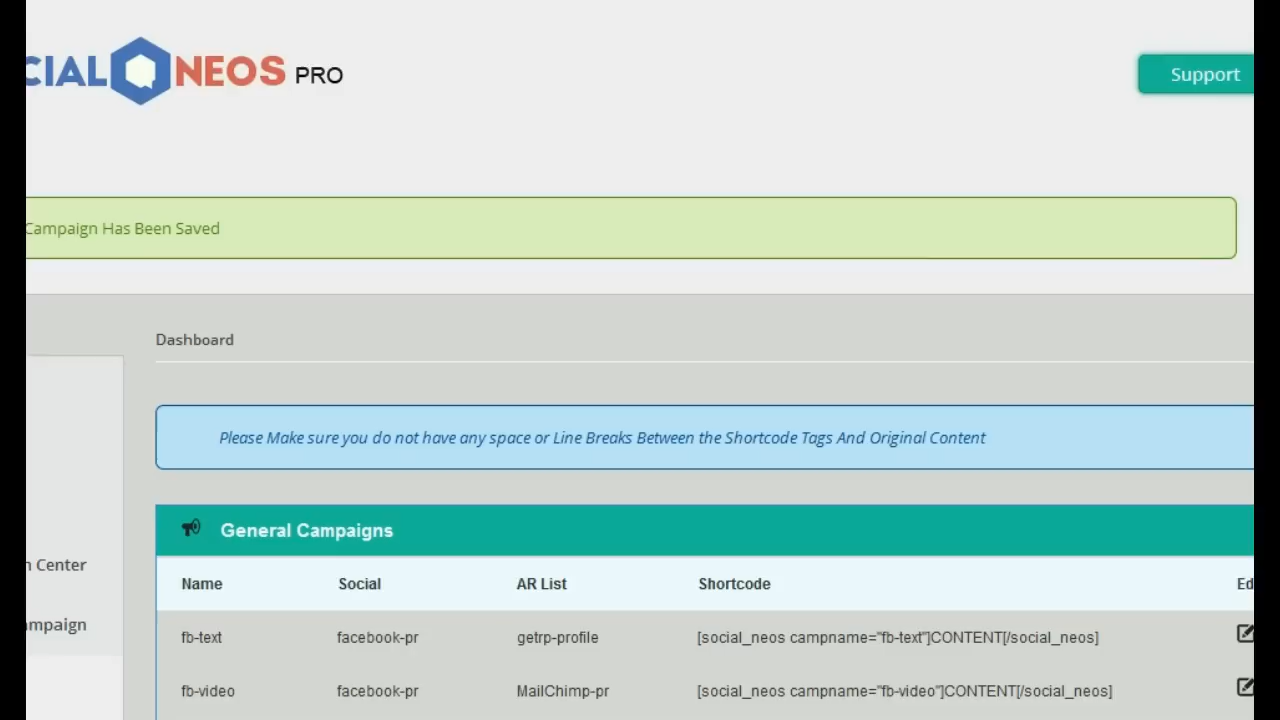 CIAL NEOS PRO
Support
Campaign Has Been Saved
Dashboard
Please Make sure you do not have any space or Line Breaks Between the Shortcode Tags And Original Content
General Campaigns
Name Social AR List Shortcode Ed
fb-text facebook-pr getrp-profile [social_neos campname="fb-text"]CONTENT[/social_neos]
n Center
mpaign
fb-video facebook-pr MailChimp-pr [social_neos campname="fb-video"]CONTENT[/social_neos]